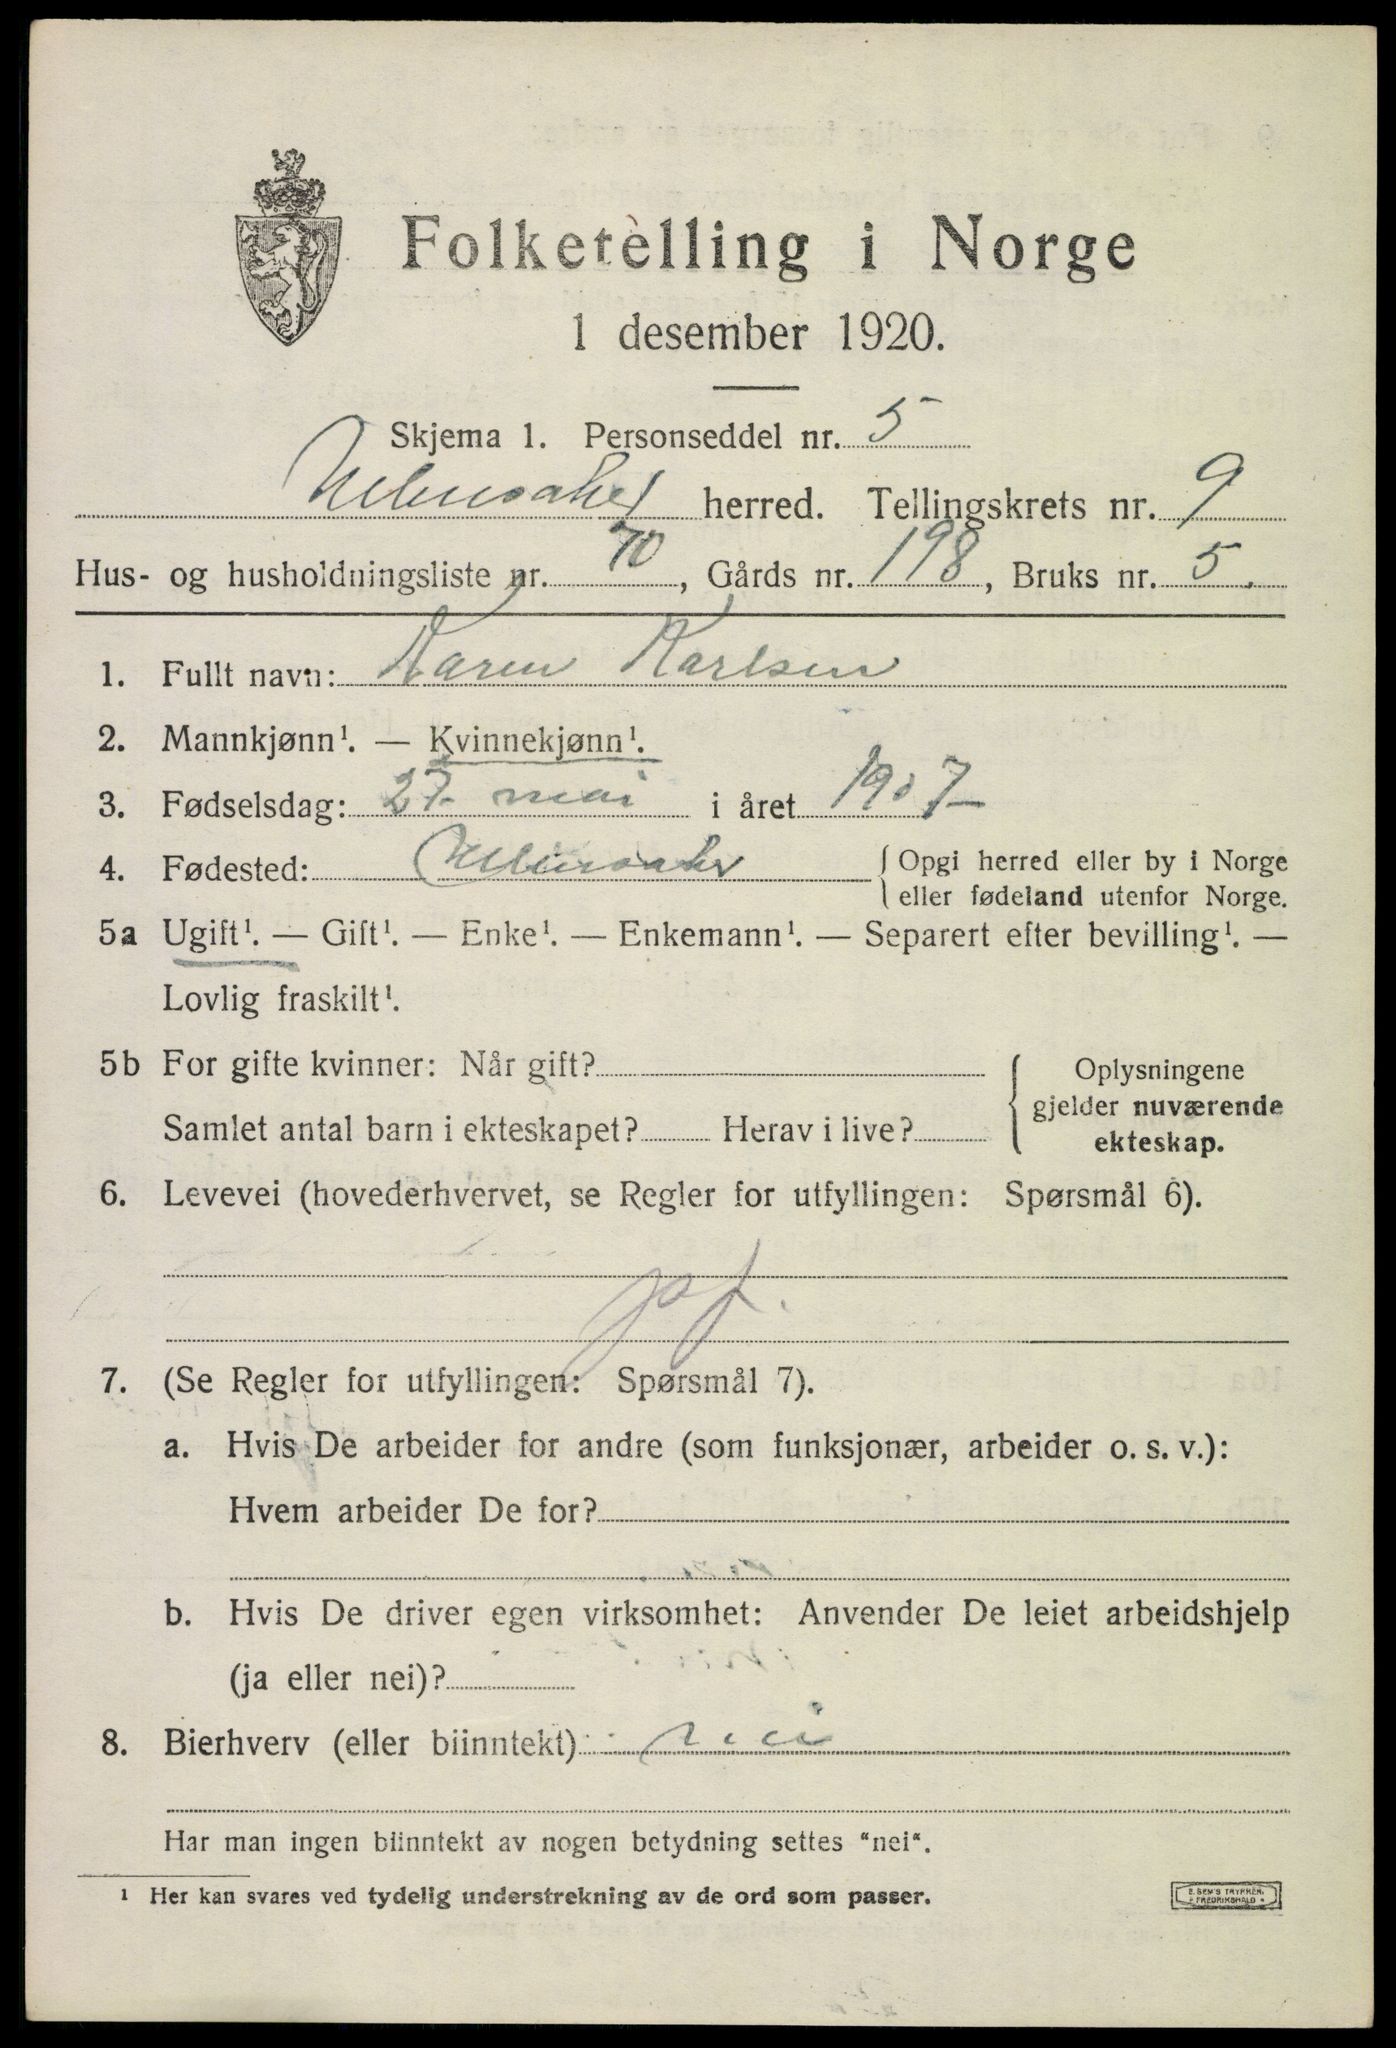 Folketelling i Norge
1 desember 1920.
Skjema 1. Personseddel nr. 5
Ullensaker herred. Tellingskrets nr. 9
Hus- og husholdningsliste nr. 70, Gårds nr. 198, Bruks nr. 5.
1. Fullt navn: Karen Karlsen
2. Mannkjønn¹. — Kvinnekjønn¹.
3. Fødselsdag: 27. mai i året 1907
4. Fødested: Ullensaker { Opgi herred eller by i Norge
eller fødeland utenfor Norge.
5a Ugift¹. — Gift¹. — Enke¹. — Enkemann¹. — Separert efter bevilling¹. —
Lovlig fraskilt¹.
5b For gifte kvinner: Når gift?
Oplysningene
gjelder nuværende
ekteskap.
Samlet antal barn i ekteskapet? Herav i live?
6. Levevei (hovederhvervet, se Regler for utfyllingen: Spørsmål 6).
7. (Se Regler for utfyllingen: Spørsmål 7).
a. Hvis De arbeider for andre (som funksjonær, arbeider o. s. v.):
Hvem arbeider De for?
b. Hvis De driver egen virksomhet: Anvender De leiet arbeidshjelp
(ja eller nei)?
8. Bierhverv (eller biinntekt) nei
Har man ingen biinntekt av nogen betydning settes "nei".
¹ Her kan svares ved tydelig understrekning av de ord som passer.
E. SEM'S TRYKKERI,
FREDRIKSHALD